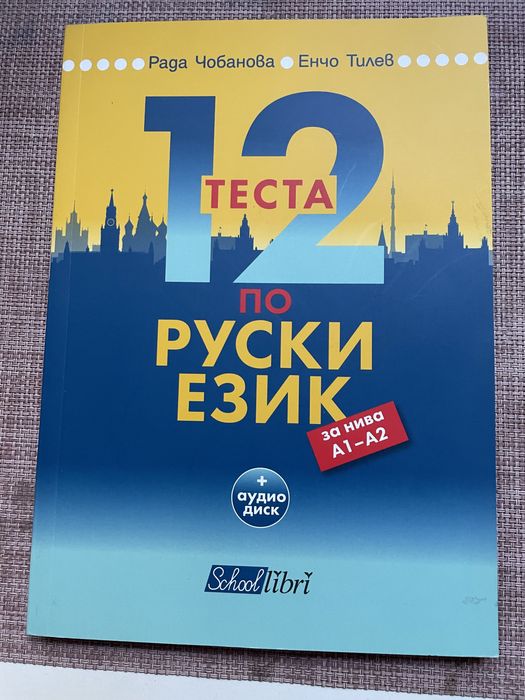 Рада Чобанова Енчо Тилев
12
ТЕСТА
ПО
РУСКИ
ЕЗИК
за нива
А1–А2
+
аудио
диск
School libri